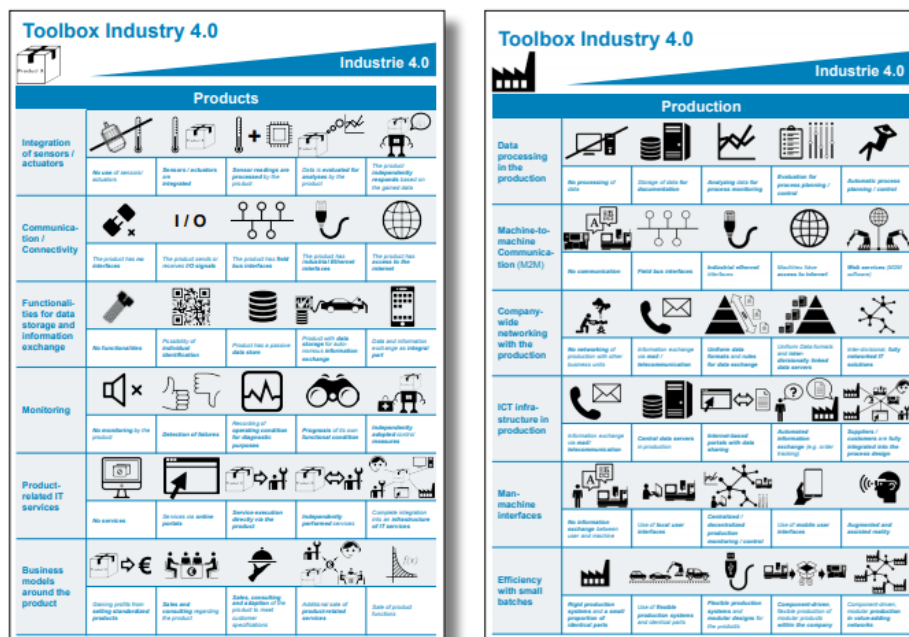 Toolbox Industry 4.0
Product X
Industrie 4.0
Products
Integration
of sensors /
actuators
No use of sensors/
actuators
Sensors / actuators
are
integrated
Sensor readings are
processed by the
product
Data is evaluated for
analyses by the
product
The product
independently
responds based on
the gained data
Communica-
tion /
Connectivity
I / O
The product has no
interfaces
The product sends or
receives I/O signals
The product has field
bus interfaces
The product has
industrial Ethernet
interfaces
The product has
access to the
internet
Functionali-
ties for data
storage and
information
exchange
No functionalities
Possibility of
individual
identification
Product has a passive
data store
Product with data
storage for auto-
nomous information
exchange
Data and information
exchange as integral
part
Monitoring
No monitoring by the
product
Detection of failures
Recording of
operating condition
for diagnostic
purposes
Prognosis of its own
functional condition
Independently
adopted control
measures
Product-
related IT
services
No services
Services via online
portals
Service execution
directly via the
product
Independently
performed services
Complete integration
into an infrastructure
of IT services
Business
models
around the
product
€
f(x)
Gaining profits from
selling standardized
products
Sales and
consulting regarding
the product
Sales, consulting
and adaption of the
product to meet
customer
specifications
Additional sale of
product-related
services
Sale of product
functions
Toolbox Industry 4.0
Industrie 4.0
Production
Data
processing
in the
production
No processing of
data
Storage of data for
documentation
Analyzing data for
process monitoring
Evaluation for
process planning /
control
Automatic process
planning / control
Machine-to-
machine
Communica-
tion (M2M)
A
No communication
Field bus interfaces
Industrial ethernet
interfaces
Machines have
access to internet
Web services (M2M
software)
Company-
wide
networking
with the
production
No networking of
production with other
business units
Information exchange
via mail /
telecommunication
Uniform data
formats and rules
for data exchange
Uniform Data formats
and inter-
divisionally linked
data servers
Inter-divisional, fully
networked IT
solutions
ICT infra-
structure in
production
?
Information exchange
via mail/
telecommunication
Central data servers
in production
Internet-based
portals with data
sharing
Automated
information
exchange (e.g. order
tracking)
Suppliers /
customers are fully
integrated into the
process design
Man-
machine
interfaces
A
No information
exchange between
user and machine
Use of local user
interfaces
Centralized /
decentralized
production
monitoring / control
Use of mobile user
interfaces
Augmented and
assisted reality
Efficiency
with small
batches
Rigid production
systems and a small
proportion of
identical parts
Use of flexible
production systems
and identical parts
Flexible production
systems and
modular designs for
the products
Component-driven,
flexible production of
modular products
within the company
Component-driven,
modular production
in value-adding
networks